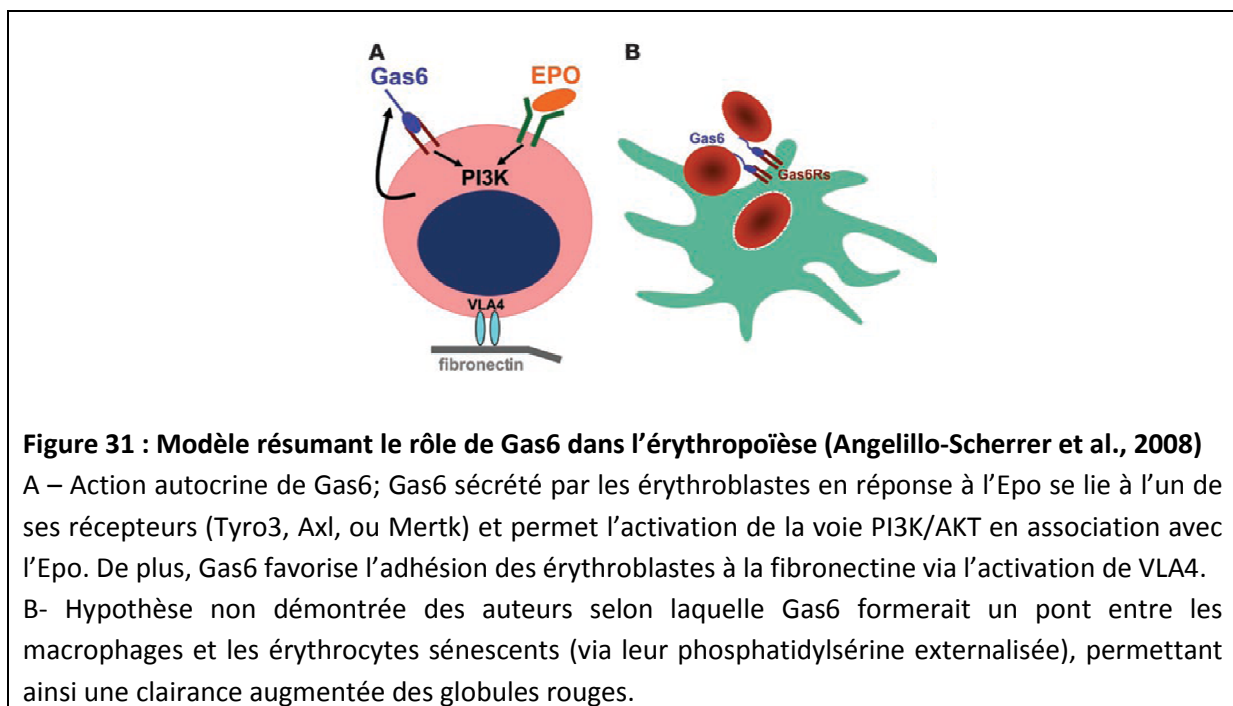 A
B
Gas6
EPO
Gas6
Gas6Rs
PI3K
VLA4
fibronectin
Figure 31 : Modèle résumant le rôle de Gas6 dans l’érythropoïèse (Angelillo-Scherrer et al., 2008)
A – Action autocrine de Gas6; Gas6 sécrété par les érythroblastes en réponse à l’Epo se lie à l’un de
ses récepteurs (Tyro3, Axl, ou Mertk) et permet l’activation de la voie PI3K/AKT en association avec
l’Epo. De plus, Gas6 favorise l’adhésion des érythroblastes à la fibronectine via l’activation de VLA4.
B- Hypothèse non démontrée des auteurs selon laquelle Gas6 formerait un pont entre les
macrophages et les érythrocytes sénescents (via leur phosphatidylsérine externalisée), permettant
ainsi une clairance augmentée des globules rouges.